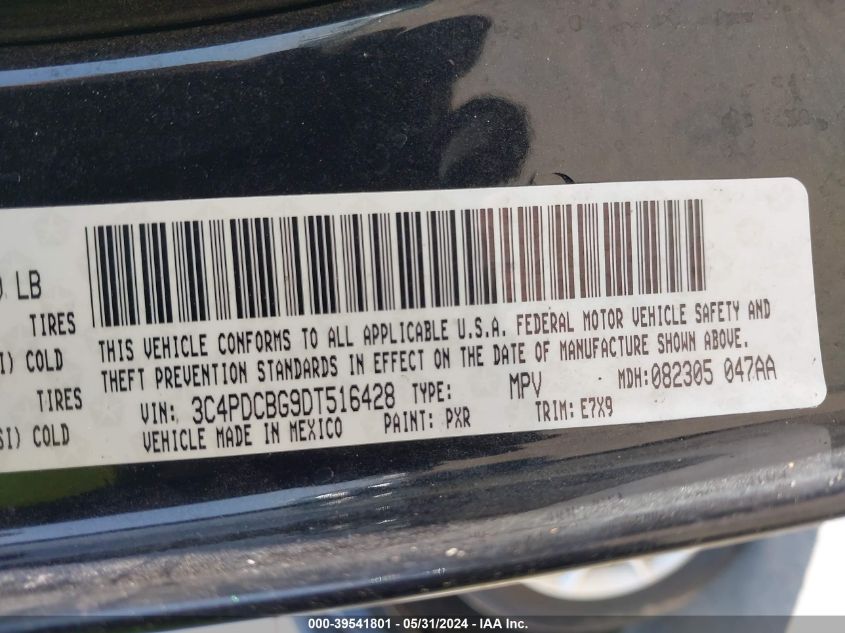 ) LB
TIRES
I) COLD
TIRES
SI) COLD
THIS VEHICLE CONFORMS TO ALL APPLICABLE U.S.A. FEDERAL MOTOR VEHICLE SAFETY AND
THEFT PREVENTION STANDARDS IN EFFECT ON THE DATE OF MANUFACTURE SHOWN ABOVE.
VIN: 3C4PDCBG9DT516428 TYPE: MPV MDH:082305 047AA
VEHICLE MADE IN MEXICO PAINT: PXR TRIM: E7X9
000-39541801 - 05/31/2024 - IAA Inc.